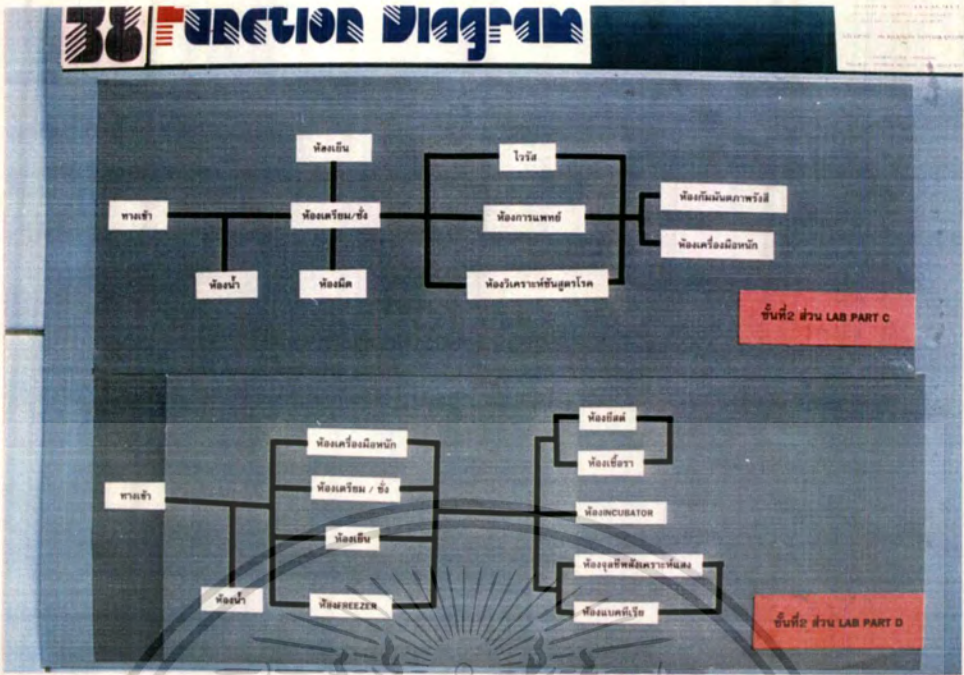 38 Function Diagram
ห้องเย็น
ไวรัส
ทางเข้า
ห้องเตรียม/ชั่ง
ห้องการแพทย์
ห้องกัมมันตภาพรังสี
ห้องเครื่องมือหนัก
ห้องน้ำ
ห้องมืด
ห้องวิเคราะห์ชันสูตรโรค
ชั้นที่2 ส่วน LAB PART C
ห้องยีสต์
ห้องเครื่องมือหนัก
ห้องเชื้อรา
ห้องเตรียม / ชั่ง
ทางเข้า
ห้องINCUBATOR
ห้องเย็น
ห้องจุลชีพสังเคราะห์แสง
ห้องน้ำ
ห้องFREEZER
ห้องแบคทีเรีย
ชั้นที่2 ส่วน LAB PART D